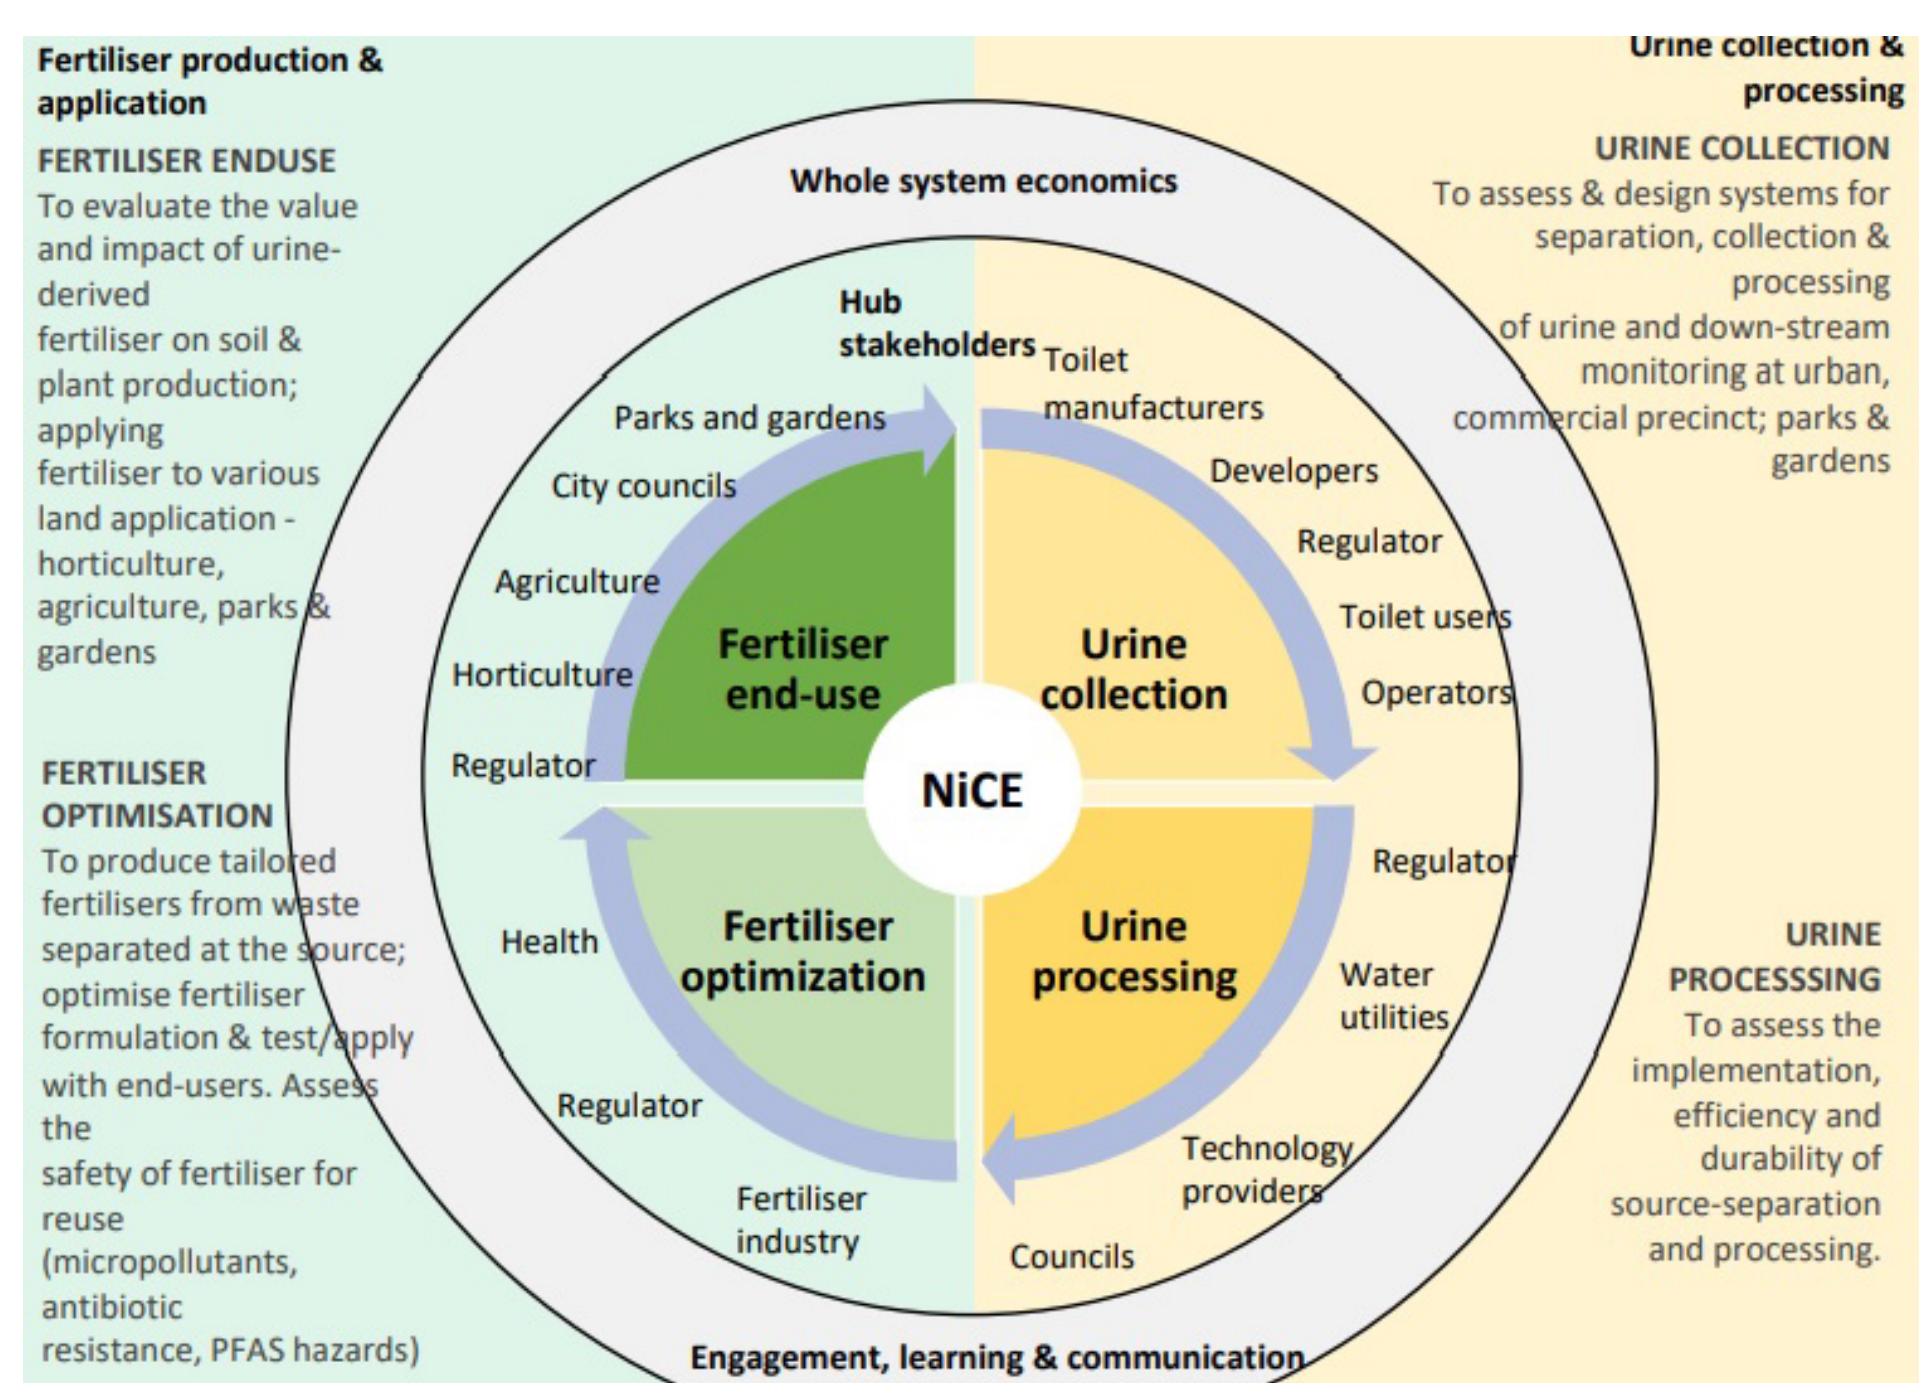 Fertiliser production &
application
FERTILISER ENDUSE
To evaluate the value
and impact of urine-
derived
fertiliser on soil &
plant production;
applying
fertiliser to various
land application -
horticulture,
agriculture, parks &
gardens
FERTILISER
OPTIMISATION
To produce tailored
fertilisers from waste
separated at the source;
optimise fertiliser
formulation & test/apply
with end-users. Assess
the
safety of fertiliser for
reuse
(micropollutants,
antibiotic
resistance, PFAS hazards)
Whole system economics
Hub
stakeholders
Parks and gardens
City councils
Agriculture
Horticulture
Regulator
Health
Regulator
Fertiliser
industry
Toilet
manufacturers
Developers
Regulator
Toilet users
Operators
Regulator
Water
utilities
Technology
providers
Councils
Fertiliser
end-use
Urine
collection
NiCE
Fertiliser
optimization
Urine
processing
Engagement, learning & communication
Urine collection &
processing
URINE COLLECTION
To assess & design systems for
separation, collection &
processing
of urine and down-stream
monitoring at urban,
commercial precinct; parks &
gardens
URINE
PROCESSSING
To assess the
implementation,
efficiency and
durability of
source-separation
and processing.